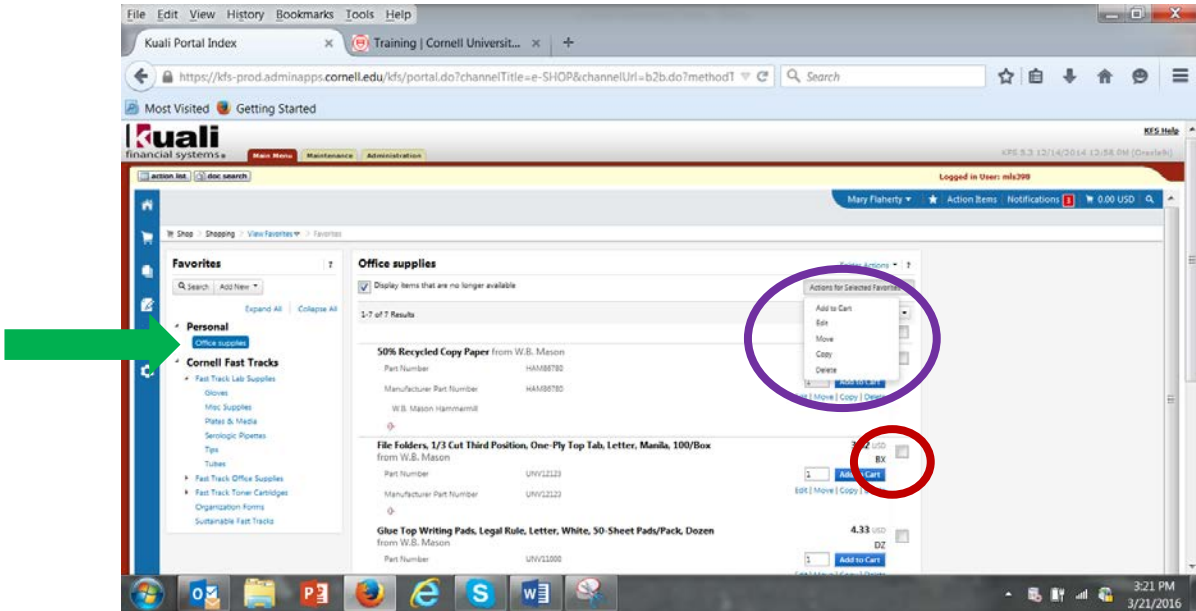 File Edit View History Bookmarks Tools Help
Kuali Portal Index × Training | Cornell Universit... × +
https://kfs-prod.adminapps.cornell.edu/kfs/portal.do?channelTitle=e-SHOP&channelUrl=b2b.do?methodT Search
Most Visited Getting Started
Kuali
financial systems Main Menu Maintenance Administration
KFS Help
action list doc search
Logged in User: mls398
Mary Flaherty Action Items Notifications 3 0.00 USD
Shop > Shopping > View Favorites > Favorites
Favorites ?
Search Add New
Expand All | Collapse All
Personal
Office supplies
Cornell Fast Tracks
Fast Track Lab Supplies
Gloves
Misc Supplies
Plates & Media
Serologic Pipettes
Tips
Tubes
Fast Track Office Supplies
Fast Track Toner Cartridges
Organization Forms
Sustainable Fast Tracks
Office supplies
Folder Actions ?
Display items that are no longer available
Actions for Selected Favorites
1-7 of 7 Results
Add to Cart
Edit
Move
Copy
Delete
50% Recycled Copy Paper from W.B. Mason
Part Number HAM86780
Manufacturer Part Number HAM86780
W.B. Mason Hammermill
1 Add to Cart
Edit | Move | Copy | Delete
File Folders, 1/3 Cut Third Position, One-Ply Top Tab, Letter, Manila, 100/Box
from W.B. Mason
USD
BX
Part Number UNV12123
1 Add to Cart
Manufacturer Part Number UNV12123
Edit | Move | Copy |
Glue Top Writing Pads, Legal Rule, Letter, White, 50-Sheet Pads/Pack, Dozen
from W.B. Mason
4.33 USD
DZ
Part Number UNV11000
1 Add to Cart
Edit | Move | Copy | Delete
3:21 PM
3/21/2016